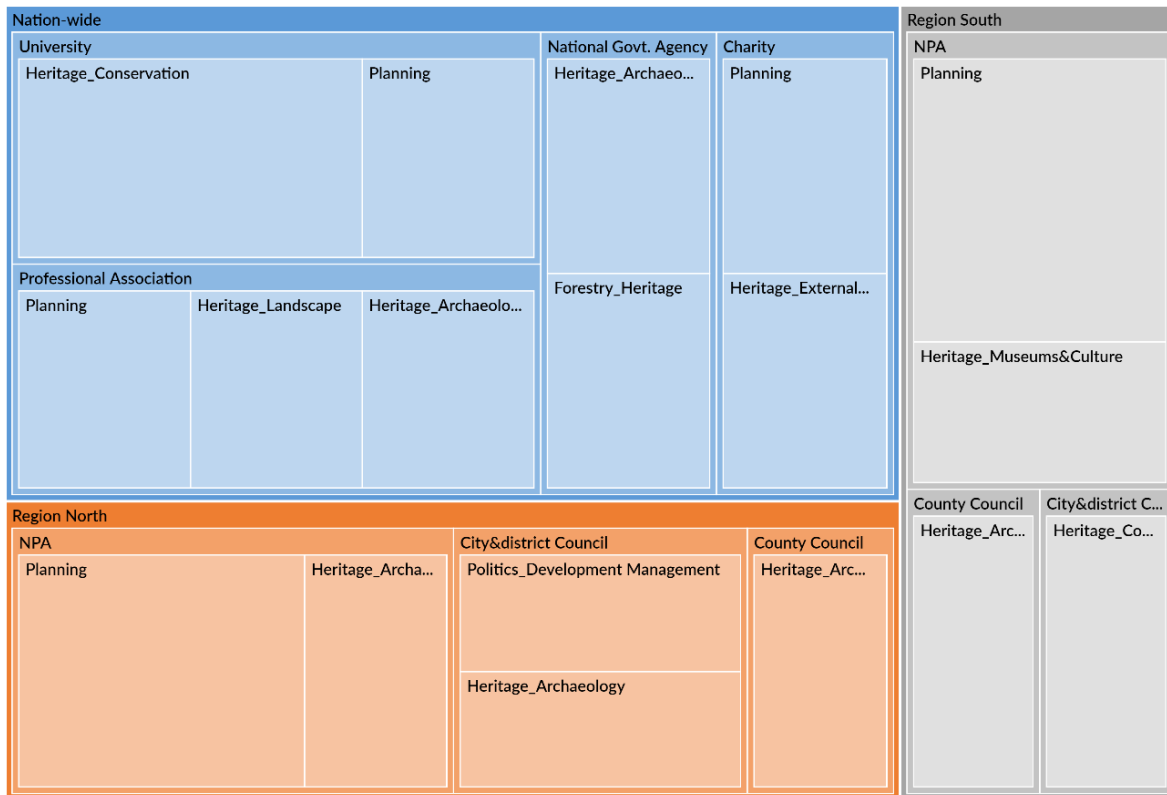 Nation-wide
University
Heritage_Conservation
Planning
Professional Association
Planning
Heritage_Landscape
Heritage_Archaeolo...
National Govt. Agency
Heritage_Archaeo...
Forestry_Heritage
Charity
Planning
Heritage_External...
Region North
NPA
Planning
Heritage_Archa...
City&district Council
Politics_Development Management
Heritage_Archaeology
County Council
Heritage_Arc...
Region South
NPA
Planning
Heritage_Museums&Culture
County Council
Heritage_Arc...
City&district C...
Heritage_Co...